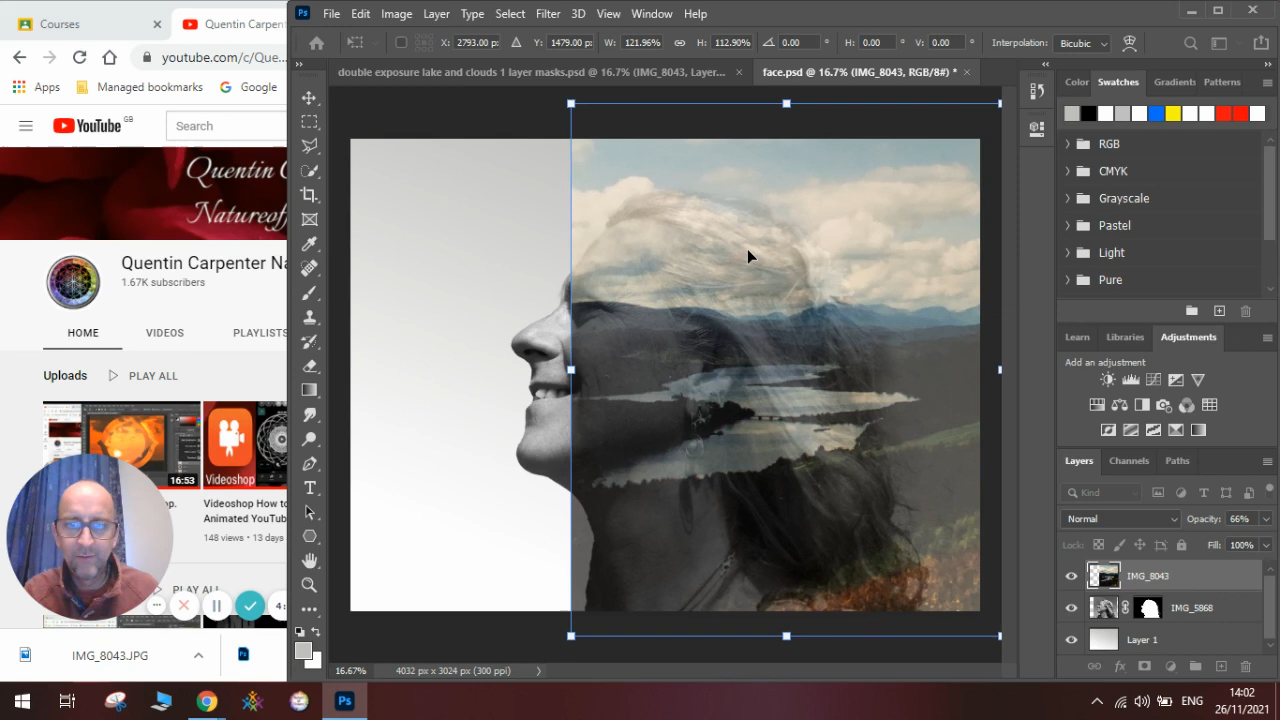 Courses
Quentin Carpen
youtube.com/c/Que...
Apps
Managed bookmarks
Google
YouTube GB
Search
Quentin
Natureof
Quentin Carpenter Na
1.67K subscribers
HOME
VIDEOS
PLAYLISTS
Uploads
PLAY ALL
16:53
Videoshop
Videoshop How to
Animated YouTub
148 views • 13 days
PLAY ALL
4:
IMG_8043.JPG
Ps
Ps
File Edit Image Layer Type Select Filter 3D View Window Help
X: 2793.00 p: Y: 1479.00 p: W: 121.96% H: 112.90% 0.00 ° H: 0.00 ° V: 0.00 ° Interpolation: Bicubic
double exposure lake and clouds 1 layer masks.psd @ 16.7% (IMG_8043, Layer...
face.psd @ 16.7% (IMG_8043, RGB/8#) *
Color Swatches Gradients Patterns
RGB
CMYK
Grayscale
Pastel
Light
Pure
Learn Libraries Adjustments
Add an adjustment
Layers Channels Paths
Kind
Normal Opacity: 66%
Lock: Fill: 100%
IMG_8043
IMG_5868
Layer 1
16.67% 4032 px x 3024 px (300 ppi)
Ps
ENG
14:02
26/11/2021